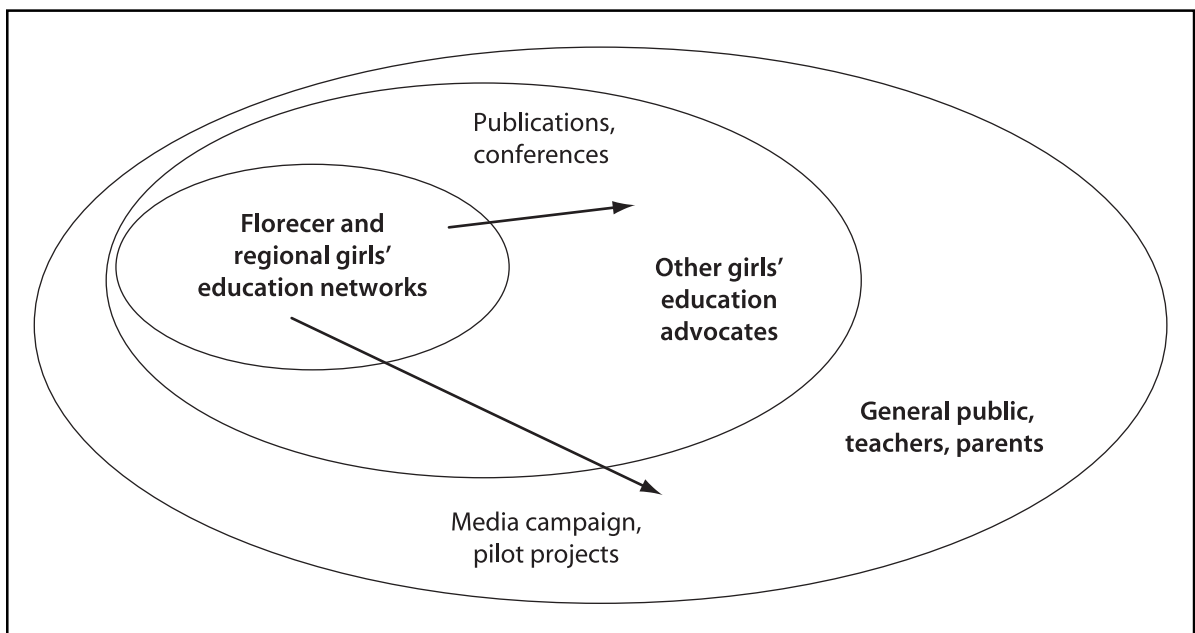 Publications,
conferences
Florecer and
regional girls’
education networks
Other girls’
education
advocates
General public,
teachers, parents
Media campaign,
pilot projects